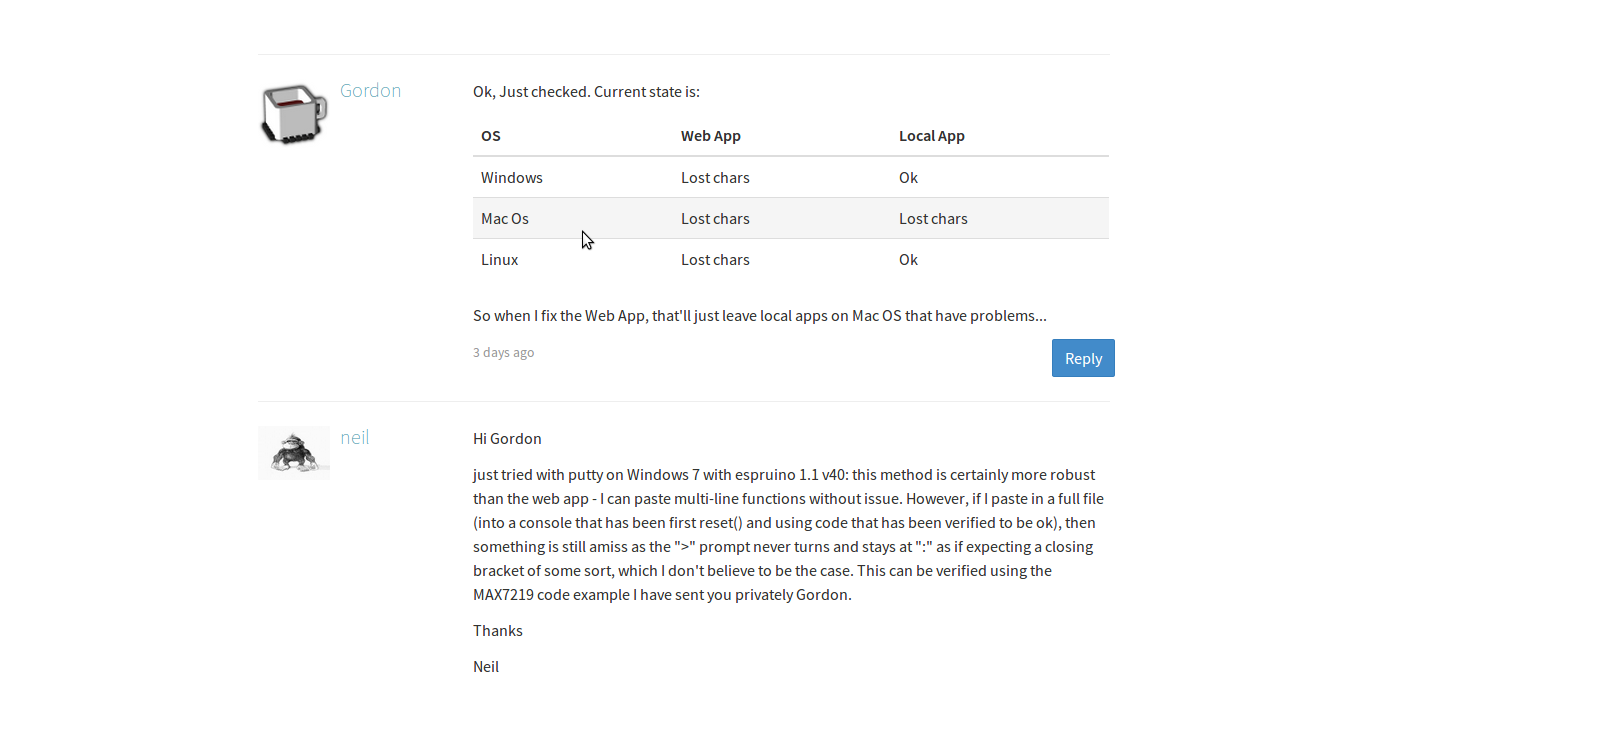 Gordon
Ok, Just checked. Current state is:
OS Web App Local App
Windows Lost chars Ok
Mac Os Lost chars Lost chars
Linux Lost chars Ok
So when I fix the Web App, that'll just leave local apps on Mac OS that have problems...
3 days ago
Reply
neil
Hi Gordon
just tried with putty on Windows 7 with espruino 1.1 v40: this method is certainly more robust
than the web app - I can paste multi-line functions without issue. However, if I paste in a full file
(into a console that has been first reset() and using code that has been verified to be ok), then
something is still amiss as the ">" prompt never turns and stays at ":" as if expecting a closing
bracket of some sort, which I don't believe to be the case. This can be verified using the
MAX7219 code example I have sent you privately Gordon.
Thanks
Neil